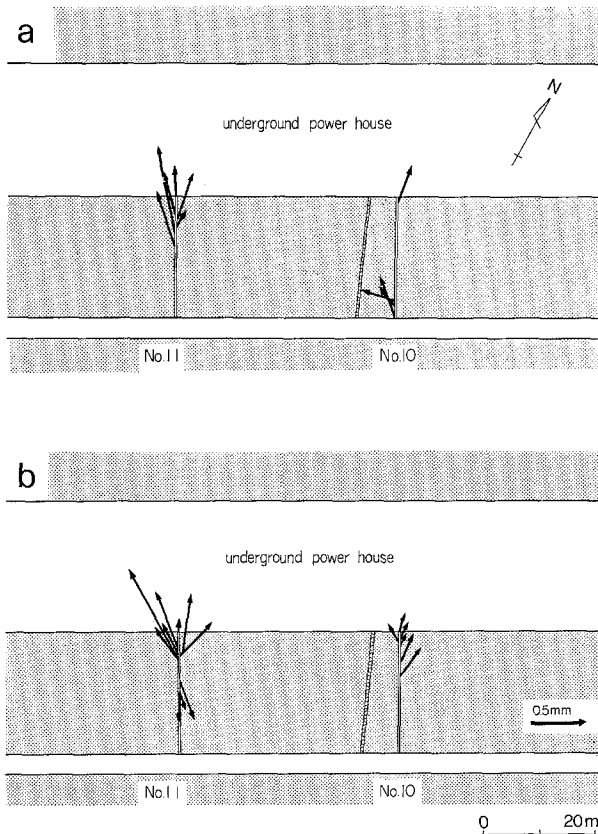 a
N
underground power house
No.11
No.10
b
underground power house
0.5mm
No.11
No.10
0 20m